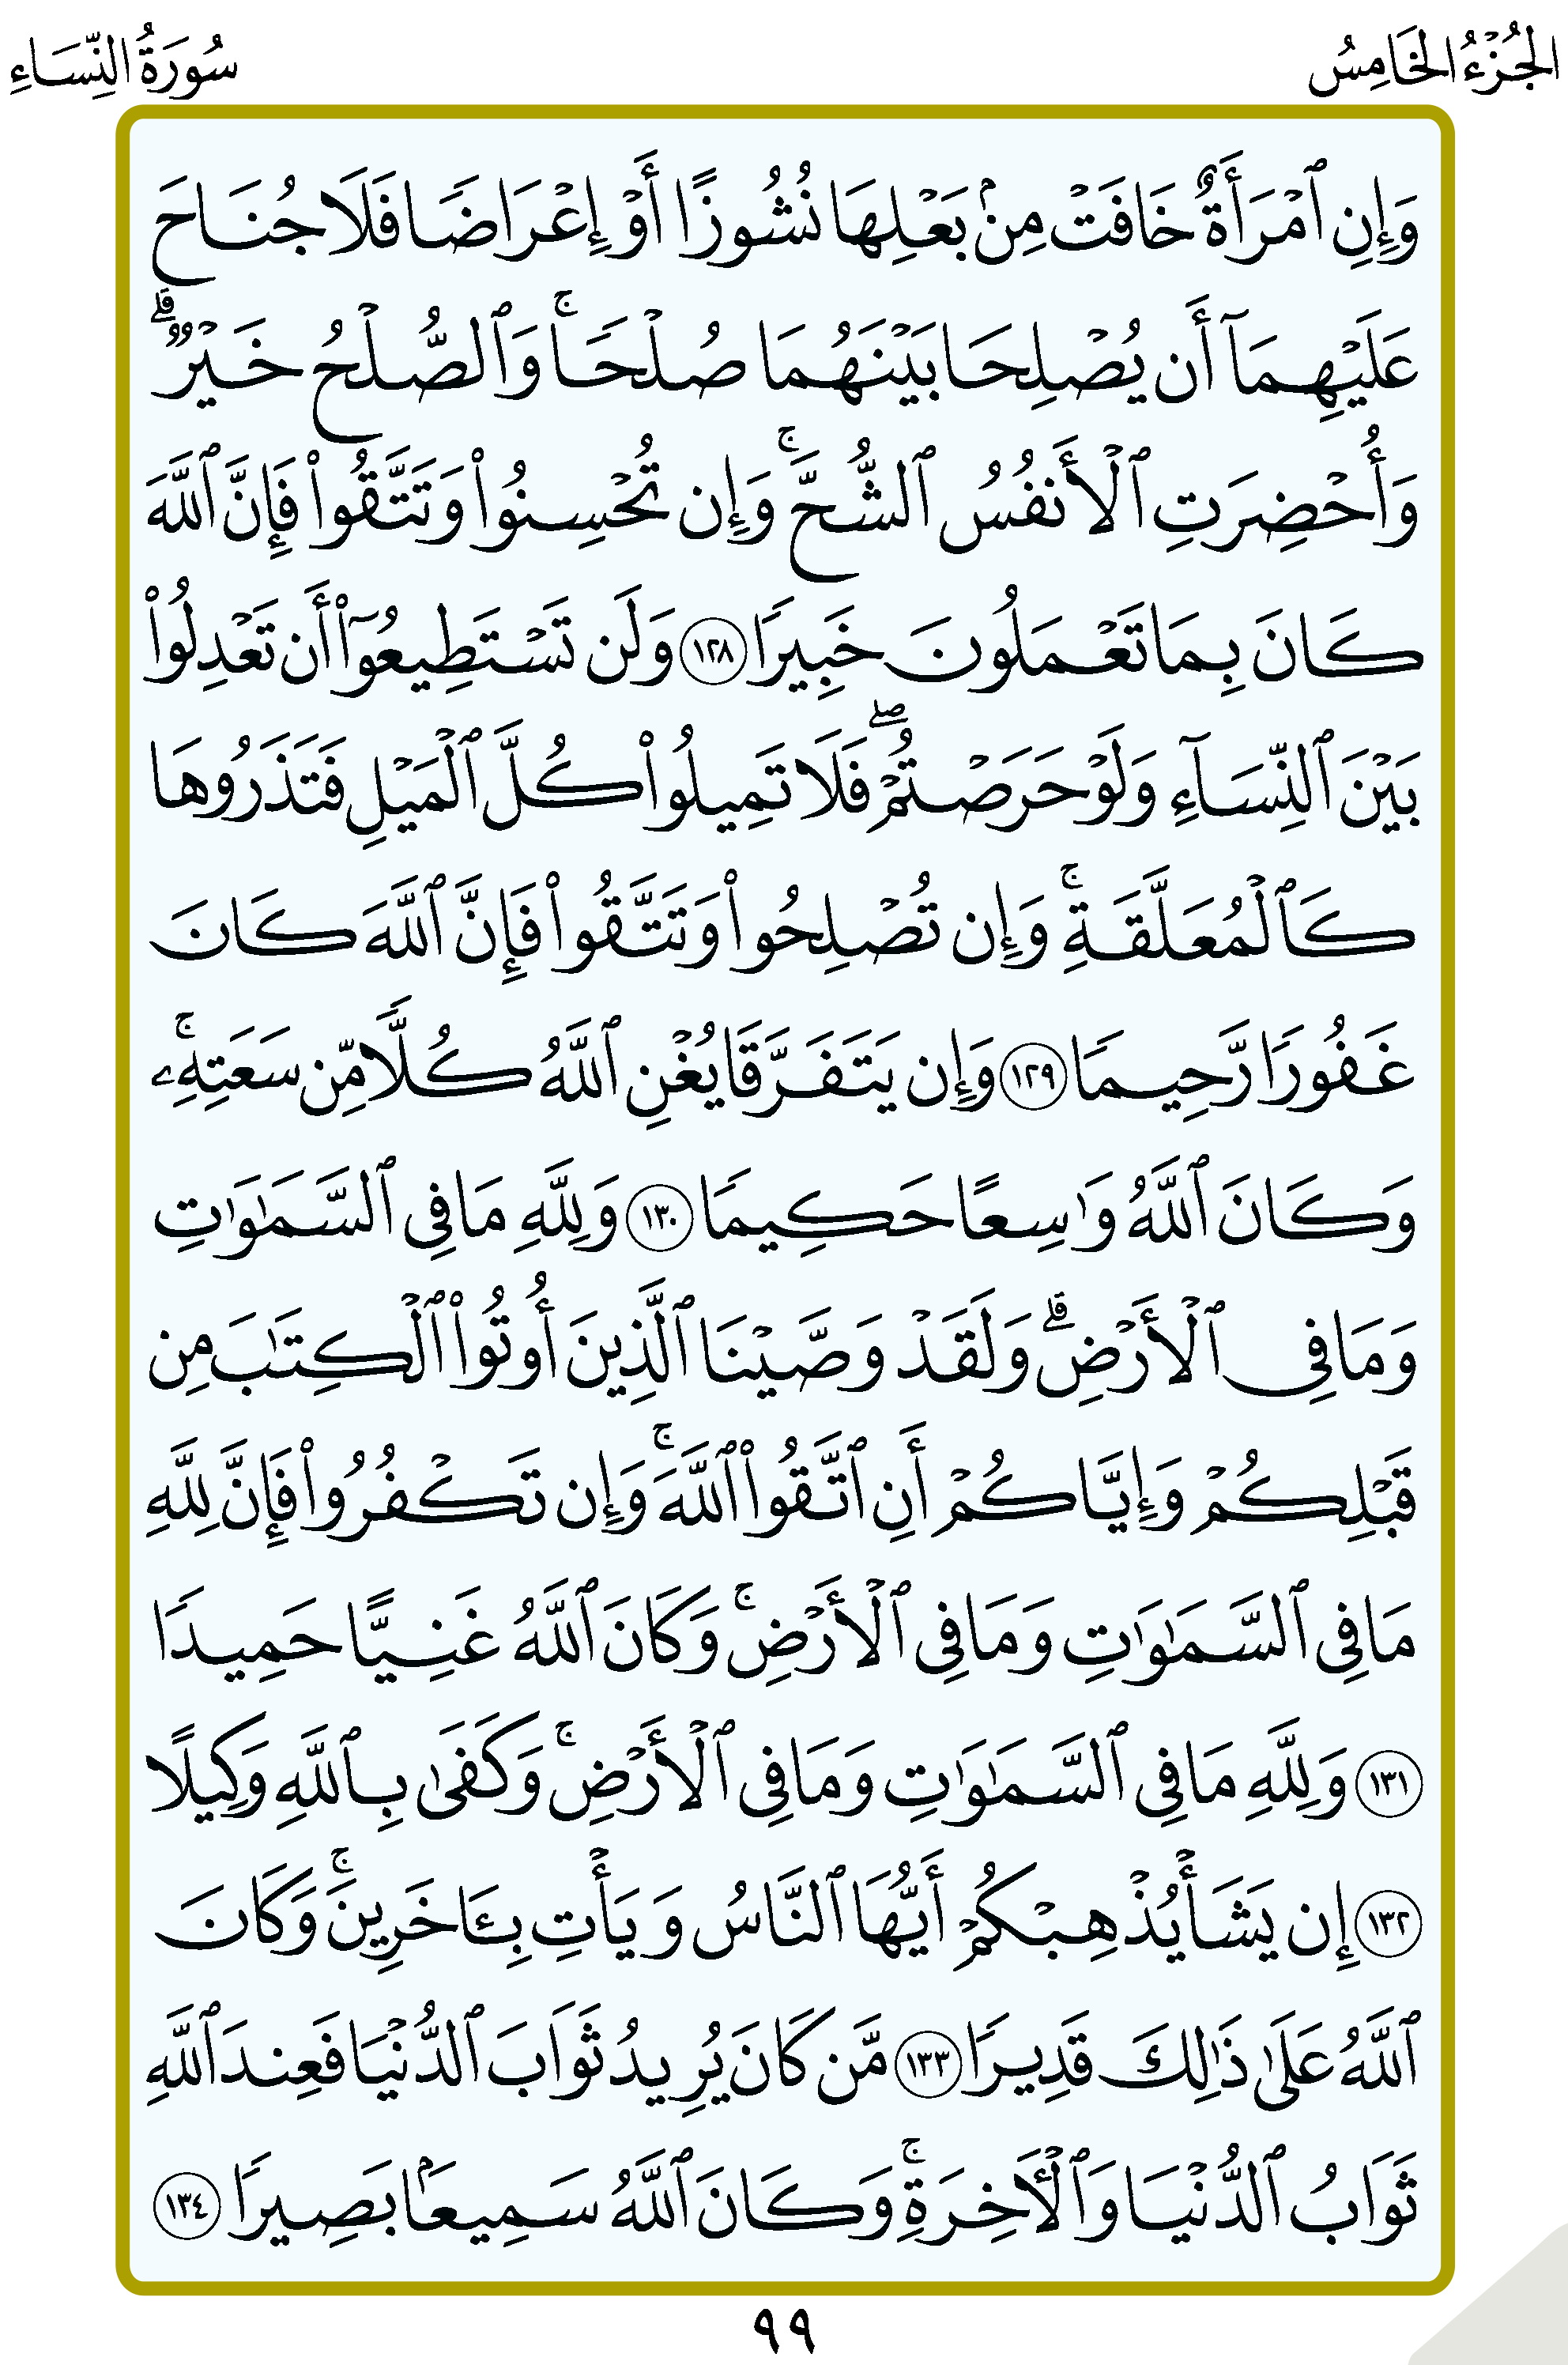 الجُزْءُ الخَامِسُ
سُورَةُ النِّسَاءِ
وَإِنِ ٱمْرَأَةٌ خَافَتْ مِنۢ بَعْلِهَا نُشُوزًا أَوْ إِعْرَاضًا فَلَا جُنَاحَ
عَلَيْهِمَآ أَن يُصْلِحَا بَيْنَهُمَا صُلْحًا ۚ وَٱلصُّلْحُ خَيْرٌ ۗ
وَأُحْضِرَتِ ٱلْأَنفُسُ ٱلشُّحَّ ۚ وَإِن تُحْسِنُوا۟ وَتَتَّقُوا۟ فَإِنَّ ٱللَّهَ
كَانَ بِمَا تَعْمَلُونَ خَبِيرًا ١٢٨ وَلَن تَسْتَطِيعُوٓا۟ أَن تَعْدِلُوا۟
بَيْنَ ٱلنِّسَآءِ وَلَوْ حَرَصْتُمْ ۖ فَلَا تَمِيلُوا۟ كُلَّ ٱلْمَيْلِ فَتَذَرُوهَا
كَٱلْمُعَلَّقَةِ ۚ وَإِن تُصْلِحُوا۟ وَتَتَّقُوا۟ فَإِنَّ ٱللَّهَ كَانَ
غَفُورًا رَّحِيمًا ١٢٩ وَإِن يَتَفَرَّقَا يُغْنِ ٱللَّهُ كُلًّا مِّن سَعَتِهِۦ ۚ
وَكَانَ ٱللَّهُ وَٰسِعًا حَكِيمًا ١٣٠ وَلِلَّهِ مَا فِى ٱلسَّمَٰوَٰتِ
وَمَا فِى ٱلْأَرْضِ ۗ وَلَقَدْ وَصَّيْنَا ٱلَّذِينَ أُوتُوا۟ ٱلْكِتَٰبَ مِن
قَبْلِكُمْ وَإِيَّاكُمْ أَنِ ٱتَّقُوا۟ ٱللَّهَ ۚ وَإِن تَكْفُرُوا۟ فَإِنَّ لِلَّهِ
مَا فِى ٱلسَّمَٰوَٰتِ وَمَا فِى ٱلْأَرْضِ ۚ وَكَانَ ٱللَّهُ غَنِيًّا حَمِيدًا
١٣١ وَلِلَّهِ مَا فِى ٱلسَّمَٰوَٰتِ وَمَا فِى ٱلْأَرْضِ ۚ وَكَفَىٰ بِٱللَّهِ وَكِيلًا
١٣٢ إِن يَشَأْ يُذْهِبْكُمْ أَيُّهَا ٱلنَّاسُ وَيَأْتِ بِـَٔاخَرِينَ ۚ وَكَانَ
ٱللَّهُ عَلَىٰ ذَٰلِكَ قَدِيرًا ١٣٣ مَّن كَانَ يُرِيدُ ثَوَابَ ٱلدُّنْيَا فَعِندَ ٱللَّهِ
ثَوَابُ ٱلدُّنْيَا وَٱلْـَٔاخِرَةِ ۚ وَكَانَ ٱللَّهُ سَمِيعًۢا بَصِيرًا ١٣٤
٩٩